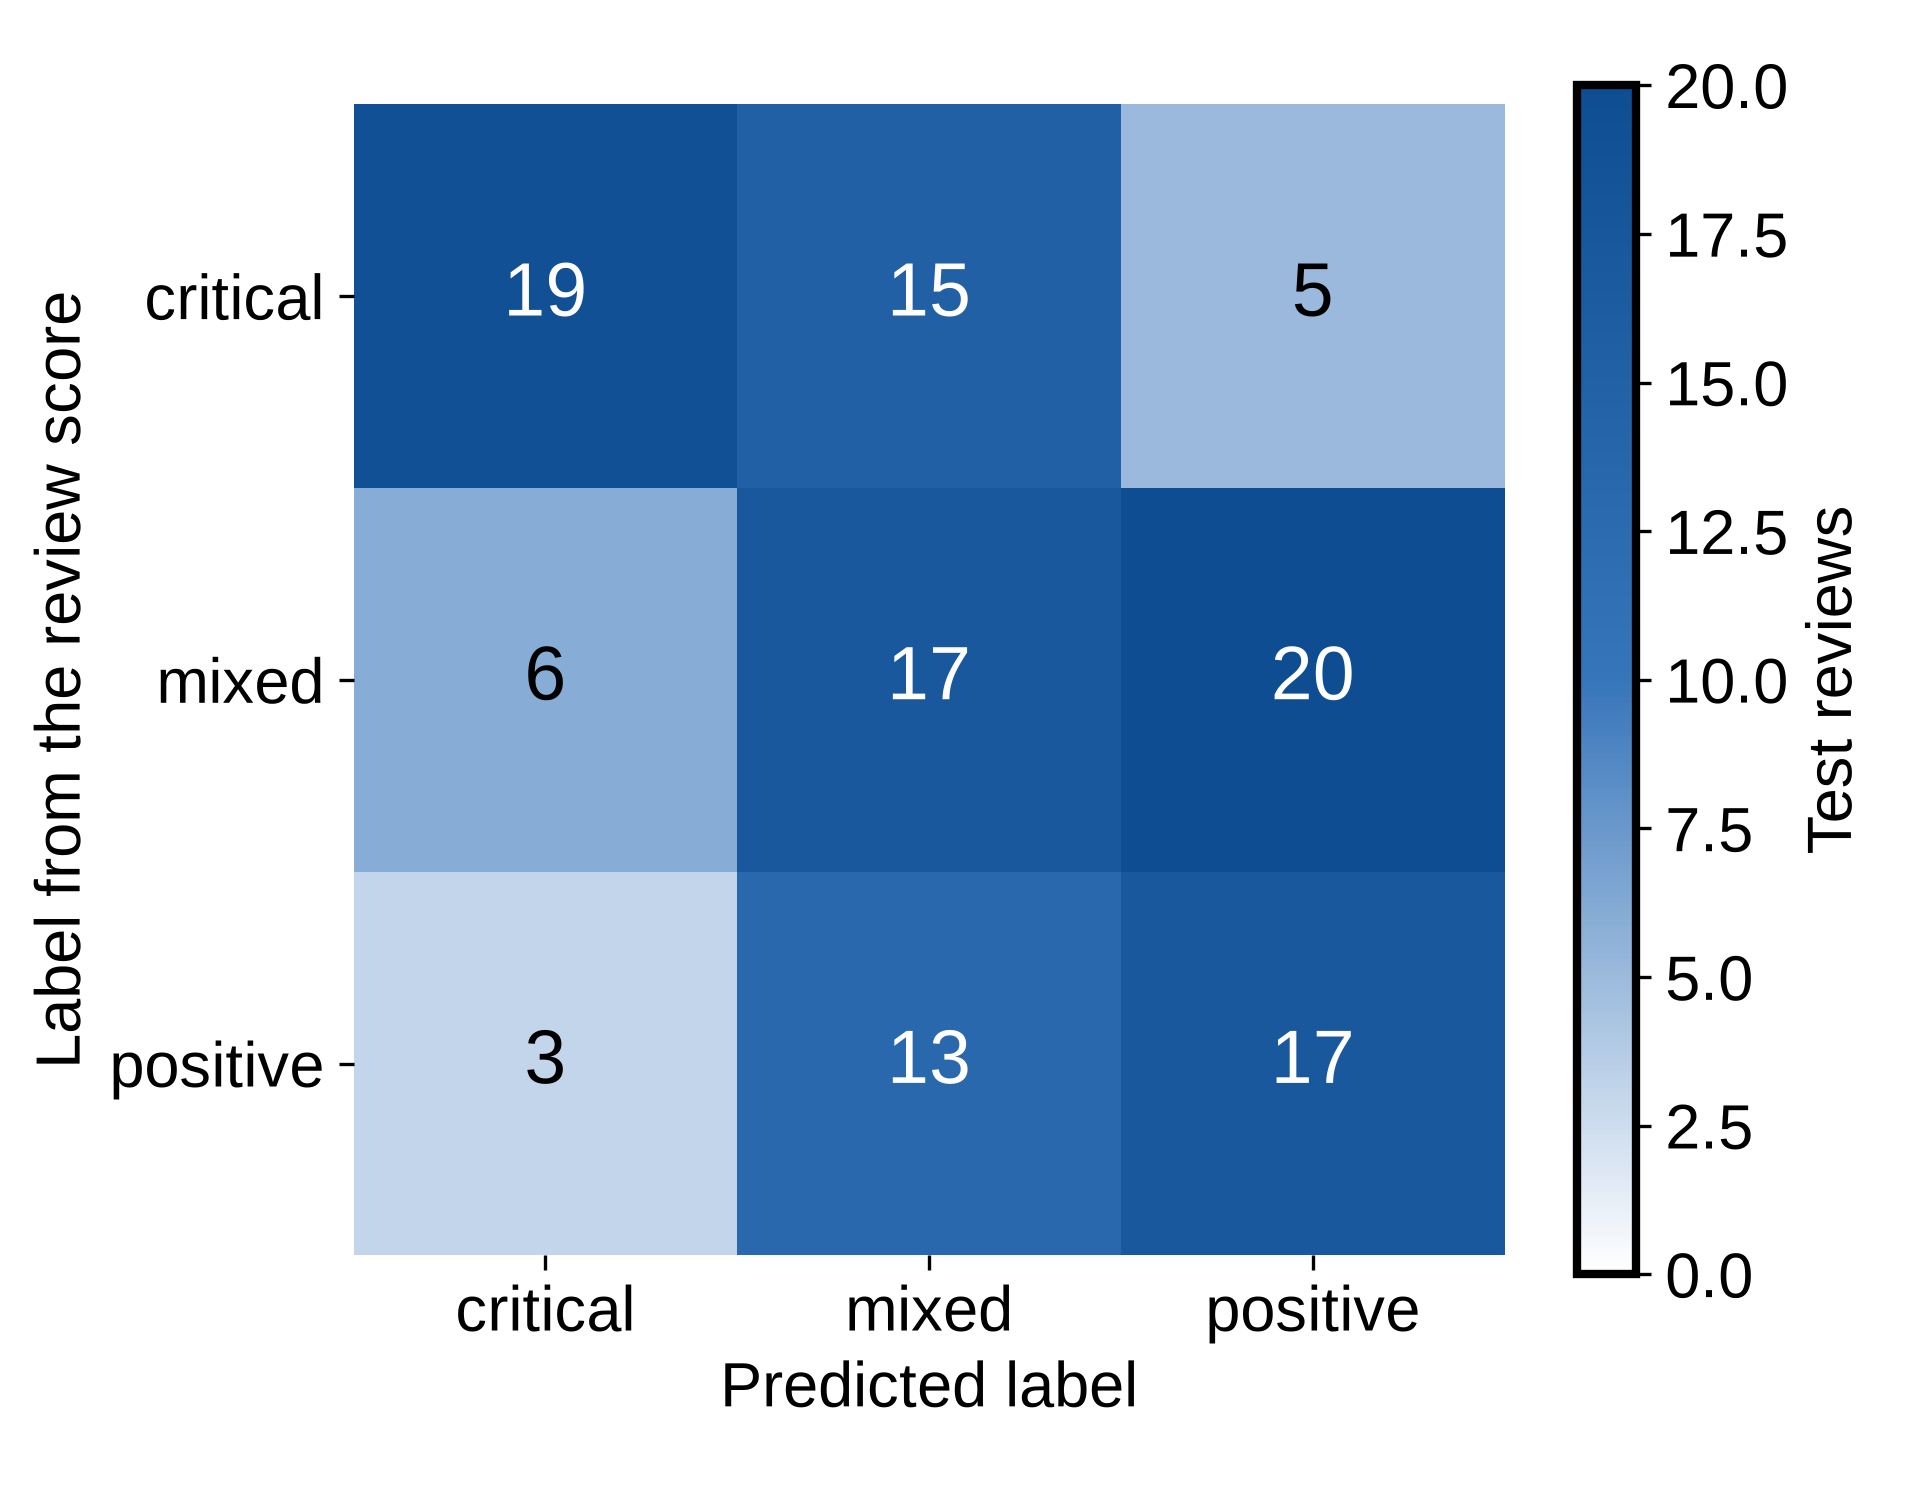 Label from the review score
critical
mixed
positive
19 15 5
6 17 20
3 13 17
critical mixed positive
Predicted label
20.0
17.5
15.0
12.5
10.0
7.5
5.0
2.5
0.0
Test reviews